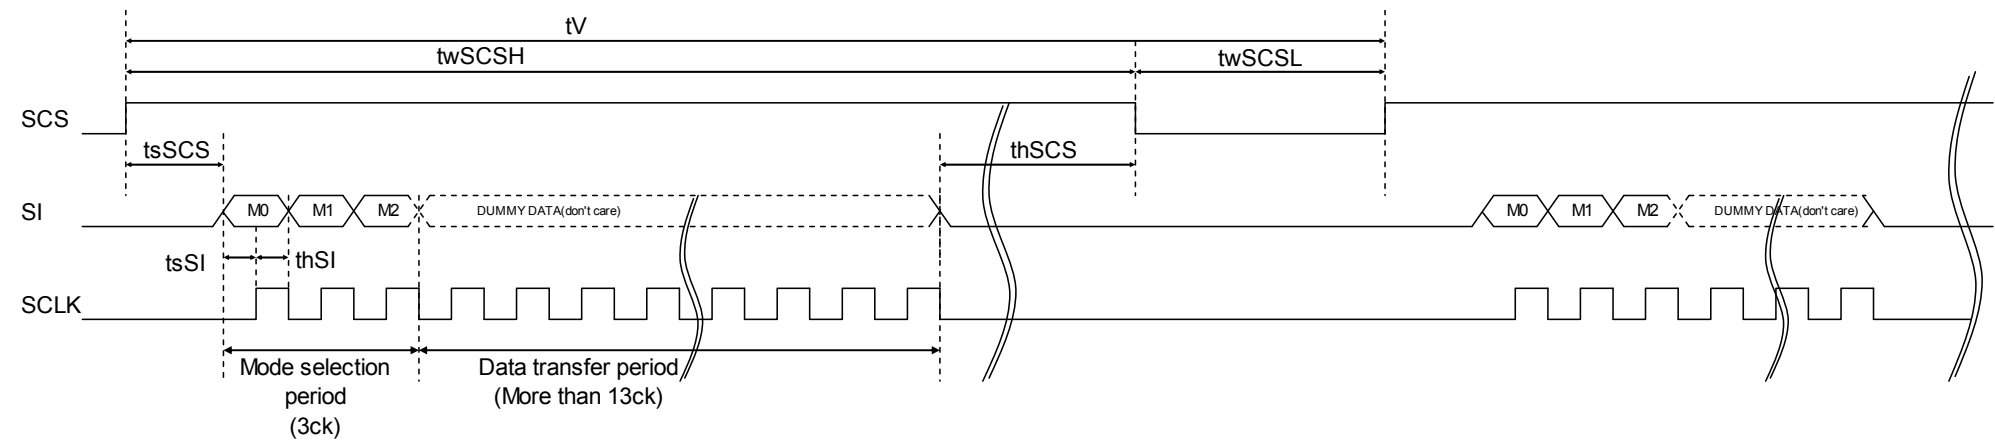 tV
twSCSH
twSCSL
SCS
tsSCS
thSCS
SI
M0
M1
M2
DUMMY DATA(don't care)
M0
M1
M2
DUMMY DATA(don't care)
tsSI
thSI
SCLK
Mode selection
period
(3ck)
Data transfer period
(More than 13ck)